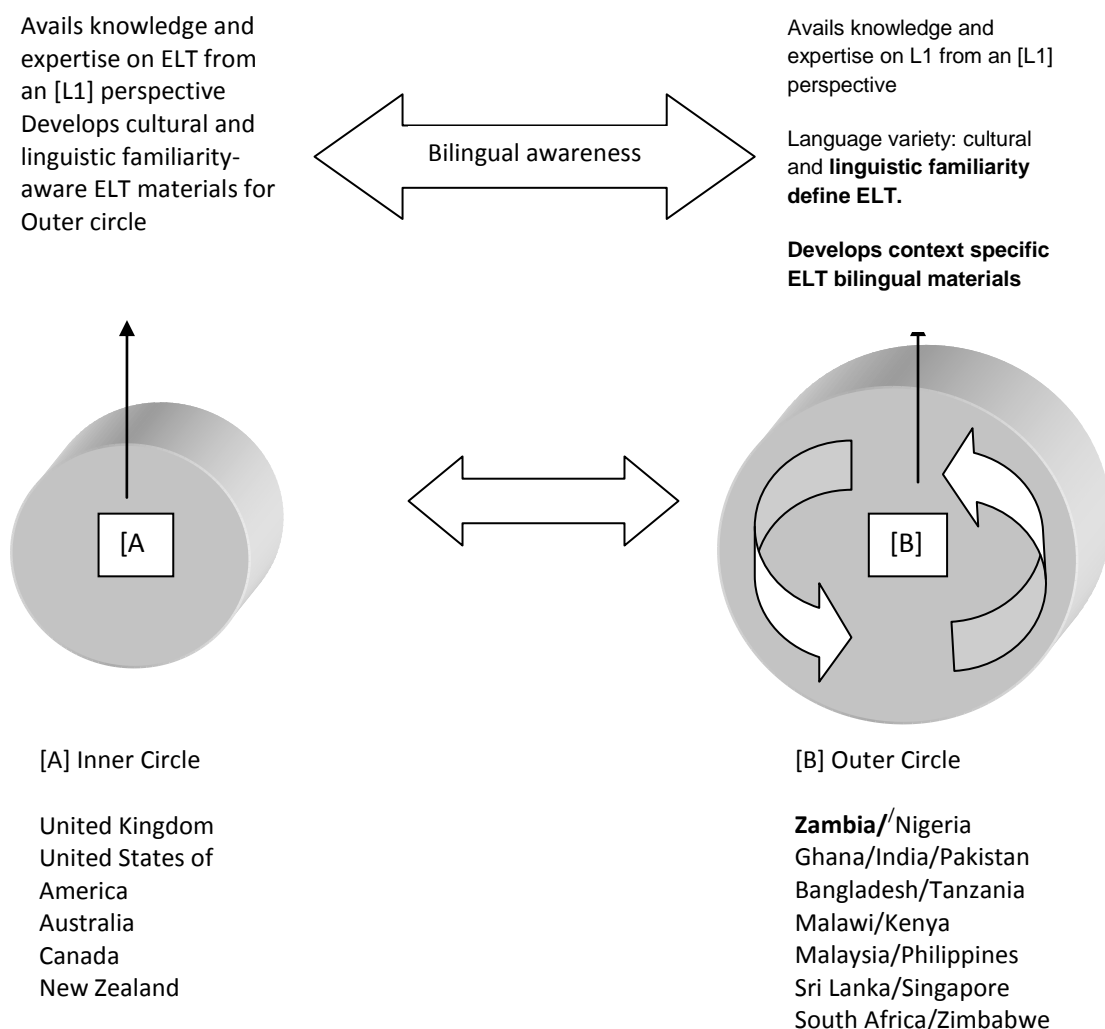 Avails knowledge and
expertise on ELT from
an [L1] perspective
Develops cultural and
linguistic familiarity-
aware ELT materials for
Outer circle
Bilingual awareness
Avails knowledge and
expertise on L1 from an [L1]
perspective
Language variety: cultural
and linguistic familiarity
define ELT.
Develops context specific
ELT bilingual materials
[A
[B]
[A] Inner Circle
United Kingdom
United States of
America
Australia
Canada
New Zealand
[B] Outer Circle
Zambia//Nigeria
Ghana/India/Pakistan
Bangladesh/Tanzania
Malawi/Kenya
Malaysia/Philippines
Sri Lanka/Singapore
South Africa/Zimbabwe